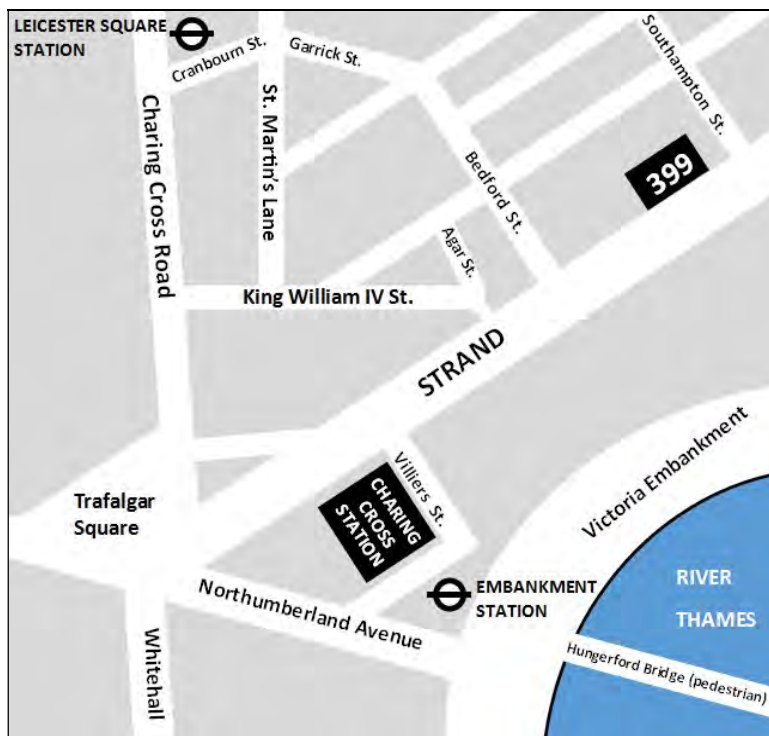 LEICESTER SQUARE
STATION
Cranbourn St.
Garrick St.
Southampton St.
Charing Cross Road
St. Martin's Lane
Bedford St.
399
Agar St.
King William IV St.
STRAND
Trafalgar
Square
CHARING
CROSS
STATION
Villiers St.
Victoria Embankment
EMBANKMENT
STATION
RIVER
THAMES
Northumberland Avenue
Whitehall
Hungerford Bridge (pedestrian)